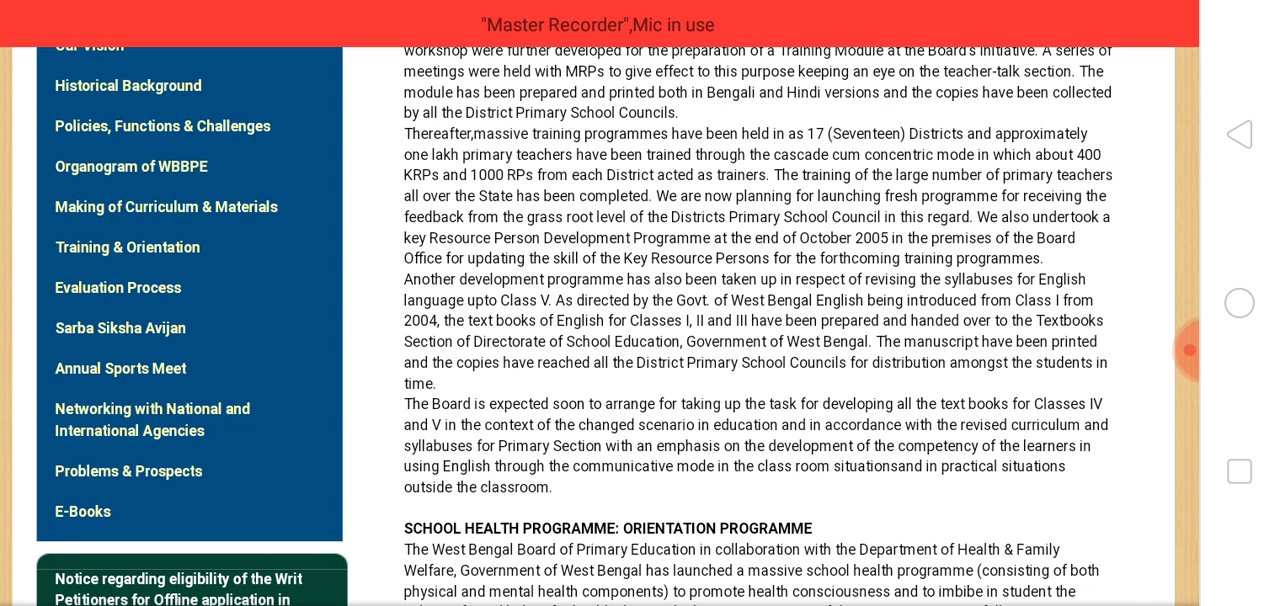 "Master Recorder",Mic in use
Our Vision
Historical Background
Policies, Functions & Challenges
Organogram of WBBPE
Making of Curriculum & Materials
Training & Orientation
Evaluation Process
Sarba Siksha Avijan
Annual Sports Meet
Networking with National and
International Agencies
Problems & Prospects
E-Books
Notice regarding eligibility of the Writ
Petitioners for Offline application in
workshop were further developed for the preparation of a Training Module at the Board's initiative. A series of
meetings were held with MRPs to give effect to this purpose keeping an eye on the teacher-talk section. The
module has been prepared and printed both in Bengali and Hindi versions and the copies have been collected
by all the District Primary School Councils.
Thereafter,massive training programmes have been held in as 17 (Seventeen) Districts and approximately
one lakh primary teachers have been trained through the cascade cum concentric mode in which about 400
KRPs and 1000 RPs from each District acted as trainers. The training of the large number of primary teachers
all over the State has been completed. We are now planning for launching fresh programme for receiving the
feedback from the grass root level of the Districts Primary School Council in this regard. We also undertook a
key Resource Person Development Programme at the end of October 2005 in the premises of the Board
Office for updating the skill of the Key Resource Persons for the forthcoming training programmes.
Another development programme has also been taken up in respect of revising the syllabuses for English
language upto Class V. As directed by the Govt. of West Bengal English being introduced from Class I from
2004, the text books of English for Classes I, II and III have been prepared and handed over to the Textbooks
Section of Directorate of School Education, Government of West Bengal. The manuscript have been printed
and the copies have reached all the District Primary School Councils for distribution amongst the students in
time.
The Board is expected soon to arrange for taking up the task for developing all the text books for Classes IV
and V in the context of the changed scenario in education and in accordance with the revised curriculum and
syllabuses for Primary Section with an emphasis on the development of the competency of the learners in
using English through the communicative mode in the class room situationsand in practical situations
outside the classroom.
SCHOOL HEALTH PROGRAMME: ORIENTATION PROGRAMME
The West Bengal Board of Primary Education in collaboration with the Department of Health & Family
Welfare, Government of West Bengal has launched a massive school health programme (consisting of both
physical and mental health components) to promote health consciousness and to imbibe in student the